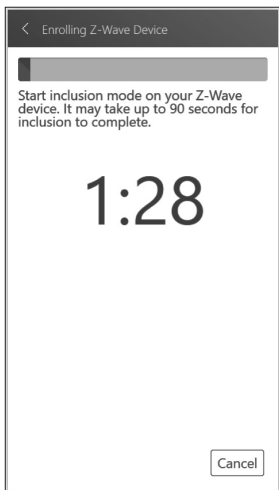 Enrolling Z-Wave Device
Start inclusion mode on your Z-Wave
device. It may take up to 90 seconds for
inclusion to complete.
1:28
Cancel